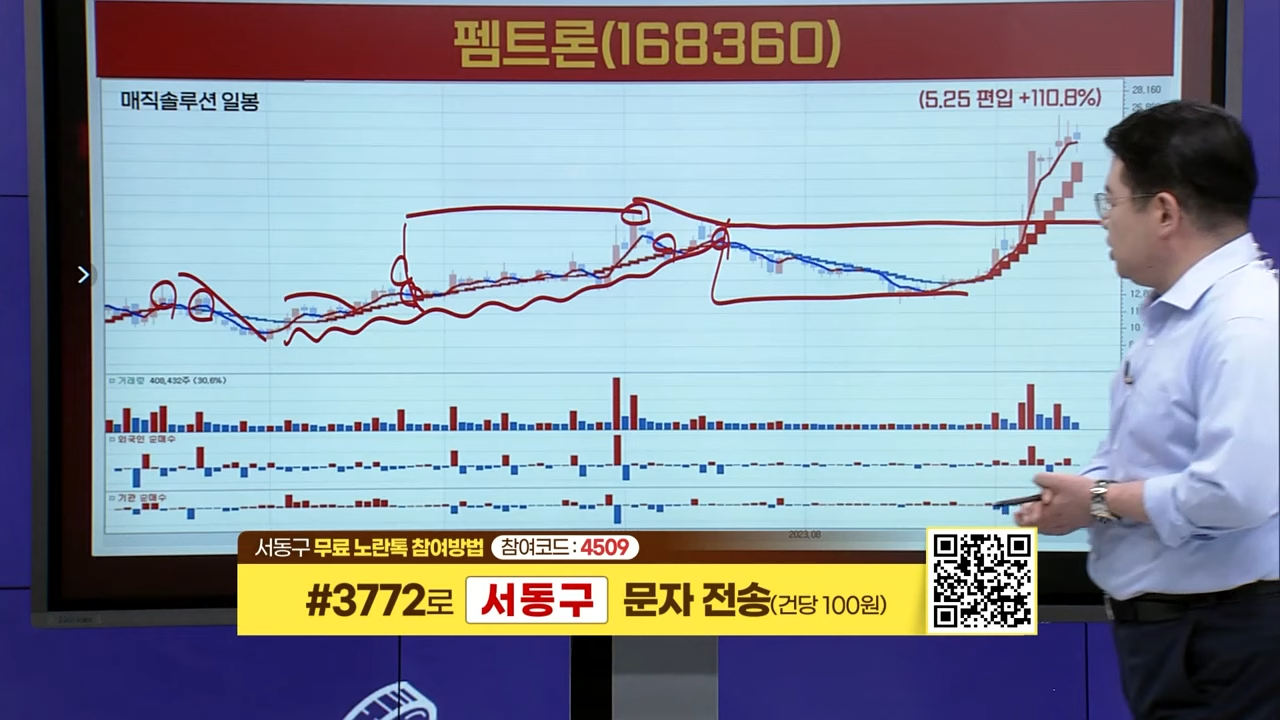 펨트론(168360)
매직솔루션 일봉
(5.25 편입 +110.8%)
28,160
거래량 408,432주 (30.6%)
외국인 순매수
기관 순매수
2023.08
서동구 무료 노란톡 참여방법 참여코드 : 4509
#3772로 서동구 문자 전송(건당 100원)